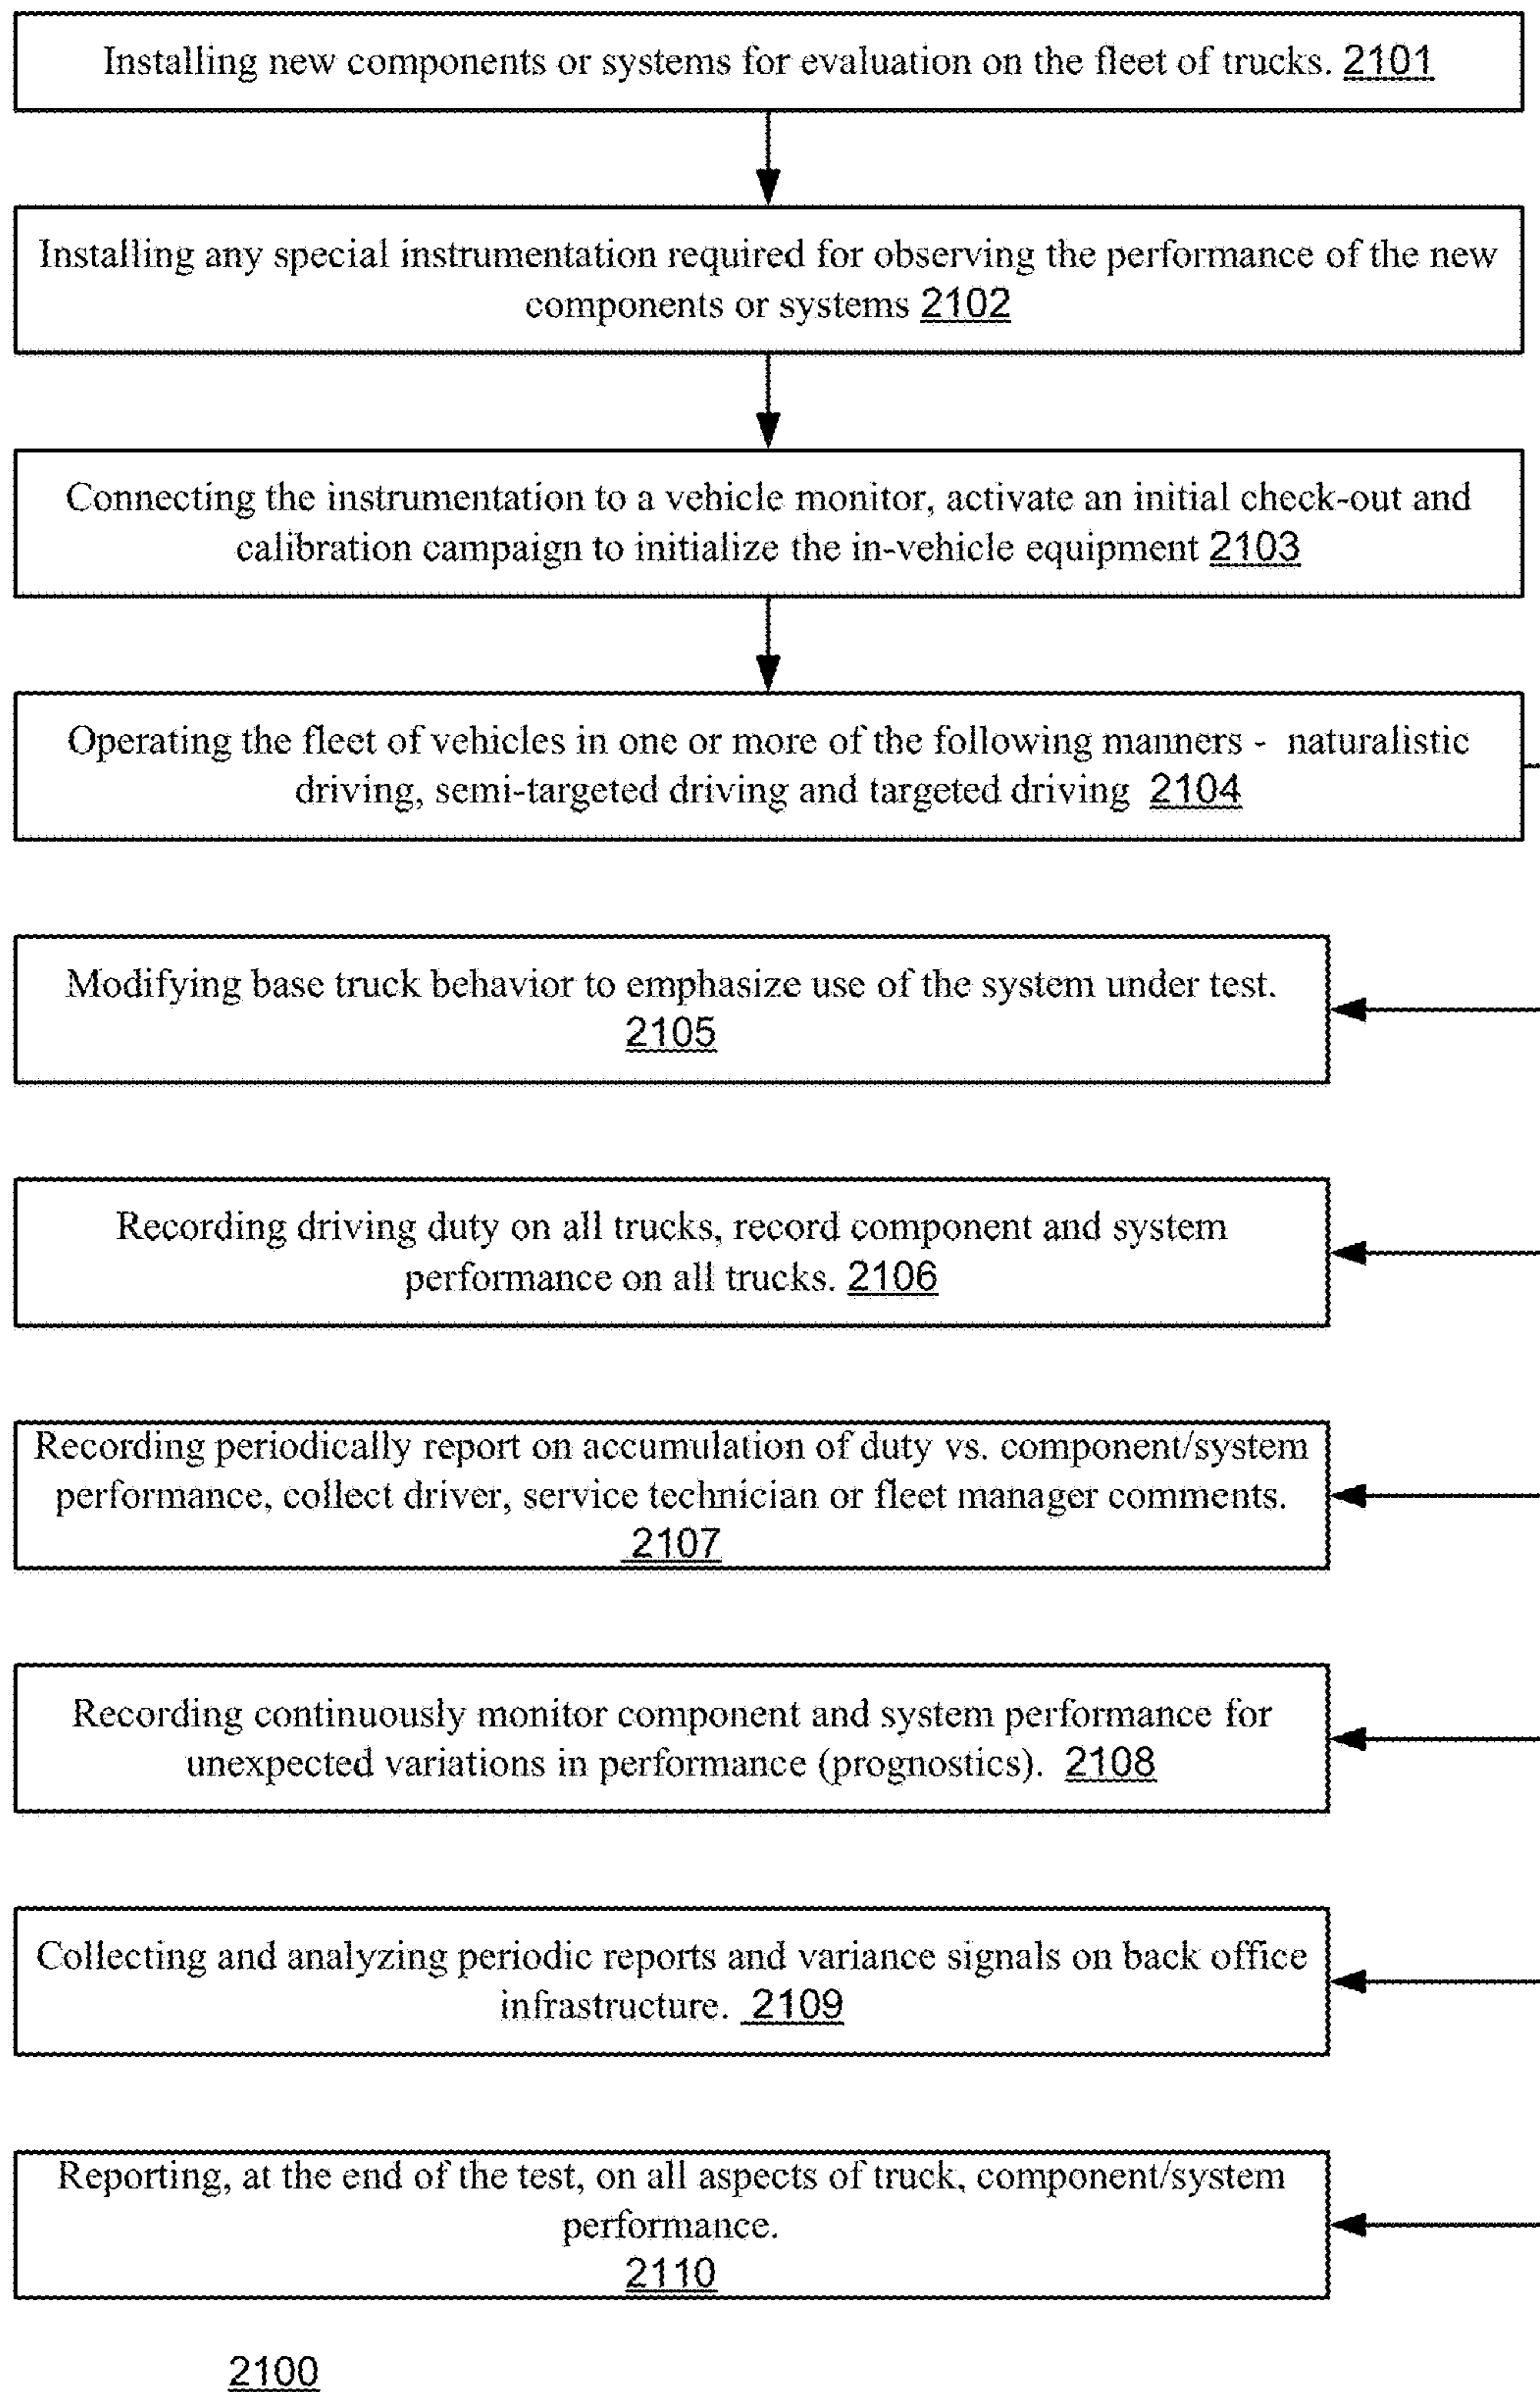 Installing new components or systems for evaluation on the fleet of trucks. 2101
Installing any special instrumentation required for observing the performance of the new
components or systems 2102
Connecting the instrumentation to a vehicle monitor, activate an initial check-out and
calibration campaign to initialize the in-vehicle equipment 2103
Operating the fleet of vehicles in one or more of the following manners - naturalistic
driving, semi-targeted driving and targeted driving 2104
Modifying base truck behavior to emphasize use of the system under test.
2105
Recording driving duty on all trucks, record component and system
performance on all trucks. 2106
Recording periodically report on accumulation of duty vs. component/system
performance, collect driver, service technician or fleet manager comments.
2107
Recording continuously monitor component and system performance for
unexpected variations in performance (prognostics). 2108
Collecting and analyzing periodic reports and variance signals on back office
infrastructure. 2109
Reporting, at the end of the test, on all aspects of truck, component/system
performance.
2110
2100